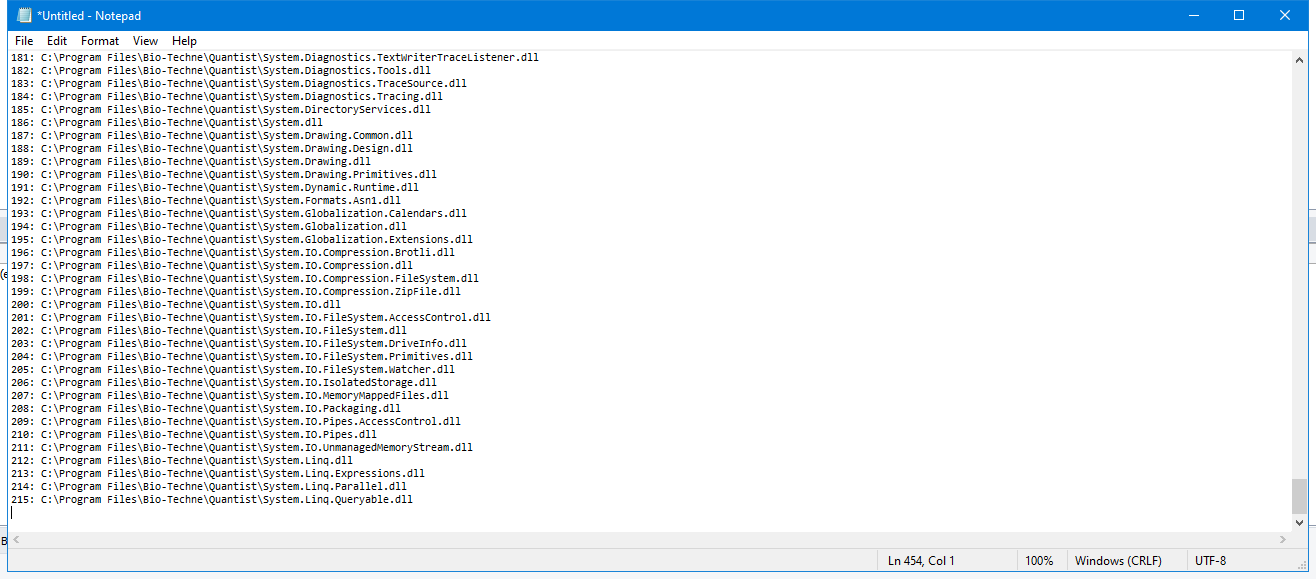 *Untitled - Notepad
File Edit Format View Help
181: C:\Program Files\Bio-Techne\Quantist\System.Diagnostics.TextWriterTraceListener.dll
182: C:\Program Files\Bio-Techne\Quantist\System.Diagnostics.Tools.dll
183: C:\Program Files\Bio-Techne\Quantist\System.Diagnostics.TraceSource.dll
184: C:\Program Files\Bio-Techne\Quantist\System.Diagnostics.Tracing.dll
185: C:\Program Files\Bio-Techne\Quantist\System.DirectoryServices.dll
186: C:\Program Files\Bio-Techne\Quantist\System.dll
187: C:\Program Files\Bio-Techne\Quantist\System.Drawing.Common.dll
188: C:\Program Files\Bio-Techne\Quantist\System.Drawing.Design.dll
189: C:\Program Files\Bio-Techne\Quantist\System.Drawing.dll
190: C:\Program Files\Bio-Techne\Quantist\System.Drawing.Primitives.dll
191: C:\Program Files\Bio-Techne\Quantist\System.Dynamic.Runtime.dll
192: C:\Program Files\Bio-Techne\Quantist\System.Formats.Asn1.dll
193: C:\Program Files\Bio-Techne\Quantist\System.Globalization.Calendars.dll
194: C:\Program Files\Bio-Techne\Quantist\System.Globalization.dll
195: C:\Program Files\Bio-Techne\Quantist\System.Globalization.Extensions.dll
196: C:\Program Files\Bio-Techne\Quantist\System.IO.Compression.Brotli.dll
197: C:\Program Files\Bio-Techne\Quantist\System.IO.Compression.dll
198: C:\Program Files\Bio-Techne\Quantist\System.IO.Compression.FileSystem.dll
199: C:\Program Files\Bio-Techne\Quantist\System.IO.Compression.ZipFile.dll
200: C:\Program Files\Bio-Techne\Quantist\System.IO.dll
201: C:\Program Files\Bio-Techne\Quantist\System.IO.FileSystem.AccessControl.dll
202: C:\Program Files\Bio-Techne\Quantist\System.IO.FileSystem.dll
203: C:\Program Files\Bio-Techne\Quantist\System.IO.FileSystem.DriveInfo.dll
204: C:\Program Files\Bio-Techne\Quantist\System.IO.FileSystem.Primitives.dll
205: C:\Program Files\Bio-Techne\Quantist\System.IO.FileSystem.Watcher.dll
206: C:\Program Files\Bio-Techne\Quantist\System.IO.IsolatedStorage.dll
207: C:\Program Files\Bio-Techne\Quantist\System.IO.MemoryMappedFiles.dll
208: C:\Program Files\Bio-Techne\Quantist\System.IO.Packaging.dll
209: C:\Program Files\Bio-Techne\Quantist\System.IO.Pipes.AccessControl.dll
210: C:\Program Files\Bio-Techne\Quantist\System.IO.Pipes.dll
211: C:\Program Files\Bio-Techne\Quantist\System.IO.UnmanagedMemoryStream.dll
212: C:\Program Files\Bio-Techne\Quantist\System.Linq.dll
213: C:\Program Files\Bio-Techne\Quantist\System.Linq.Expressions.dll
214: C:\Program Files\Bio-Techne\Quantist\System.Linq.Parallel.dll
215: C:\Program Files\Bio-Techne\Quantist\System.Linq.Queryable.dll
Ln 454, Col 1 100% Windows (CRLF) UTF-8